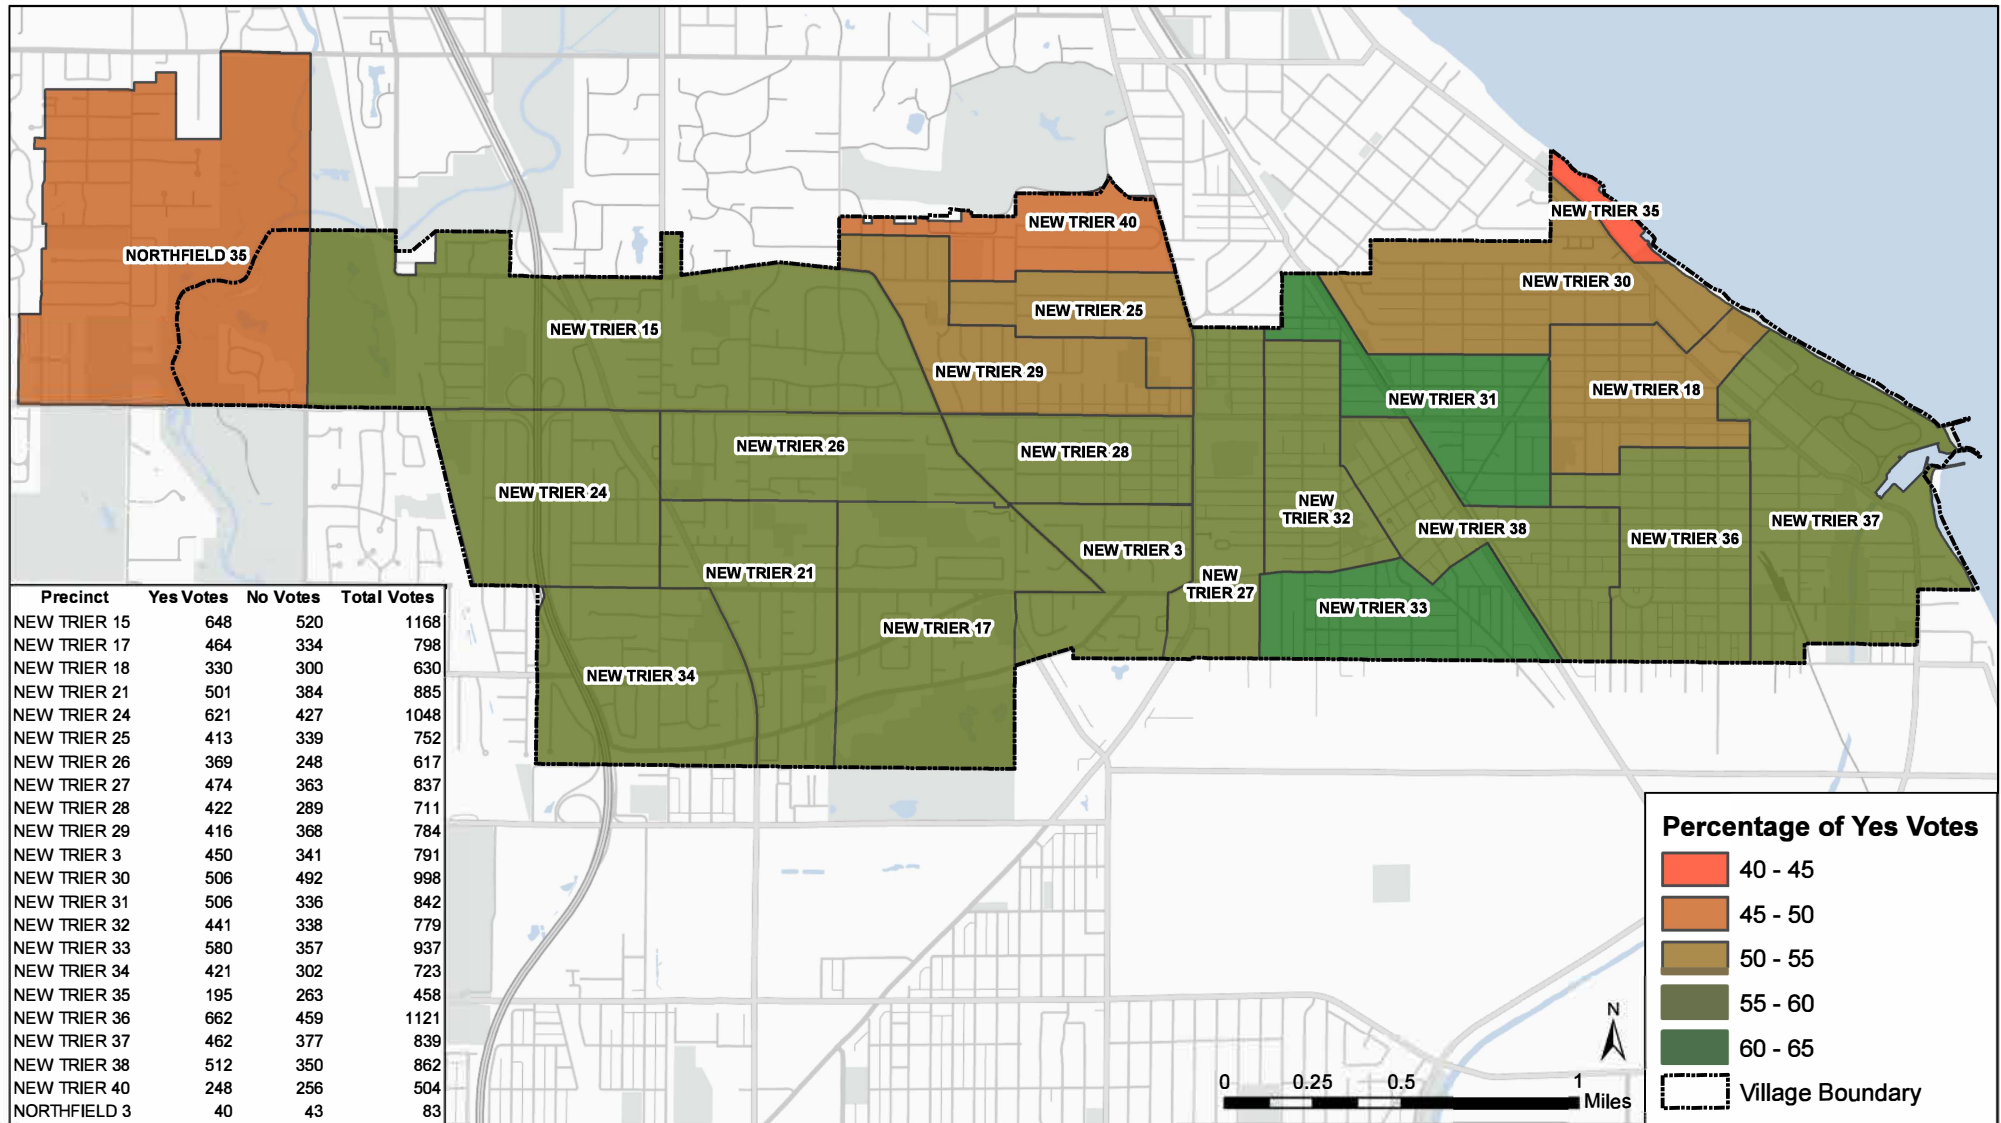 NEW TRIER 35
NEW TRIER 40
NORTHFIELD 35
NEW TRIER 30
NEW TRIER 25
NEW TRIER 15
NEW TRIER 29
NEW TRIER 18
NEW TRIER 31
NEW TRIER 26
NEW TRIER 28
NEW TRIER 24
NEW
TRIER 32
NEW TRIER 38
NEW TRIER 37
NEW TRIER 36
NEW TRIER 3
NEW TRIER 21
NEW
TRIER 27
NEW TRIER 33
NEW TRIER 17
NEW TRIER 34
Precinct Yes Votes No Votes Total Votes
NEW TRIER 15 648 520 1168
NEW TRIER 17 464 334 798
NEW TRIER 18 330 300 630
NEW TRIER 21 501 384 885
NEW TRIER 24 621 427 1048
NEW TRIER 25 413 339 752
NEW TRIER 26 369 248 617
NEW TRIER 27 474 363 837
NEW TRIER 28 422 289 711
NEW TRIER 29 416 368 784
NEW TRIER 3 450 341 791
NEW TRIER 30 506 492 998
NEW TRIER 31 506 336 842
NEW TRIER 32 441 338 779
NEW TRIER 33 580 357 937
NEW TRIER 34 421 302 723
NEW TRIER 35 195 263 458
NEW TRIER 36 662 459 1121
NEW TRIER 37 462 377 839
NEW TRIER 38 512 350 862
NEW TRIER 40 248 256 504
NORTHFIELD 3 40 43 83
Percentage of Yes Votes
40 - 45
45 - 50
50 - 55
55 - 60
60 - 65
Village Boundary
N
0 0.25 0.5 1
Miles